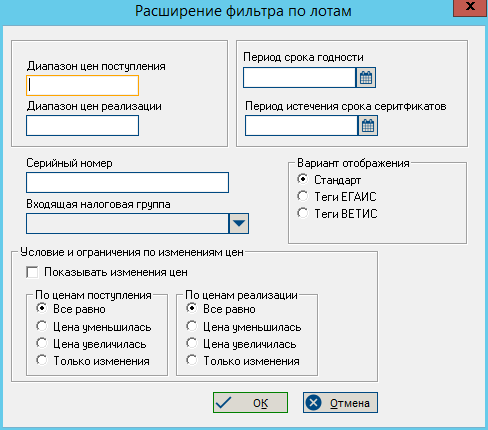 Расширение фильтра по лотам
x
Диапазон цен поступления
Диапазон цен реализации
Период срока годности
Период истечения срока серитфикатов
Серийный номер
Входящая налоговая группа
Вариант отображения
Стандарт
Теги ЕГАИС
Теги ВЕТИС
Условие и ограничения по изменениям цен
Показывать изменения цен
По ценам поступления
Все равно
Цена уменьшилась
Цена увеличилась
Только изменения
По ценам реализации
Все равно
Цена уменьшилась
Цена увеличилась
Только изменения
OK
Отмена